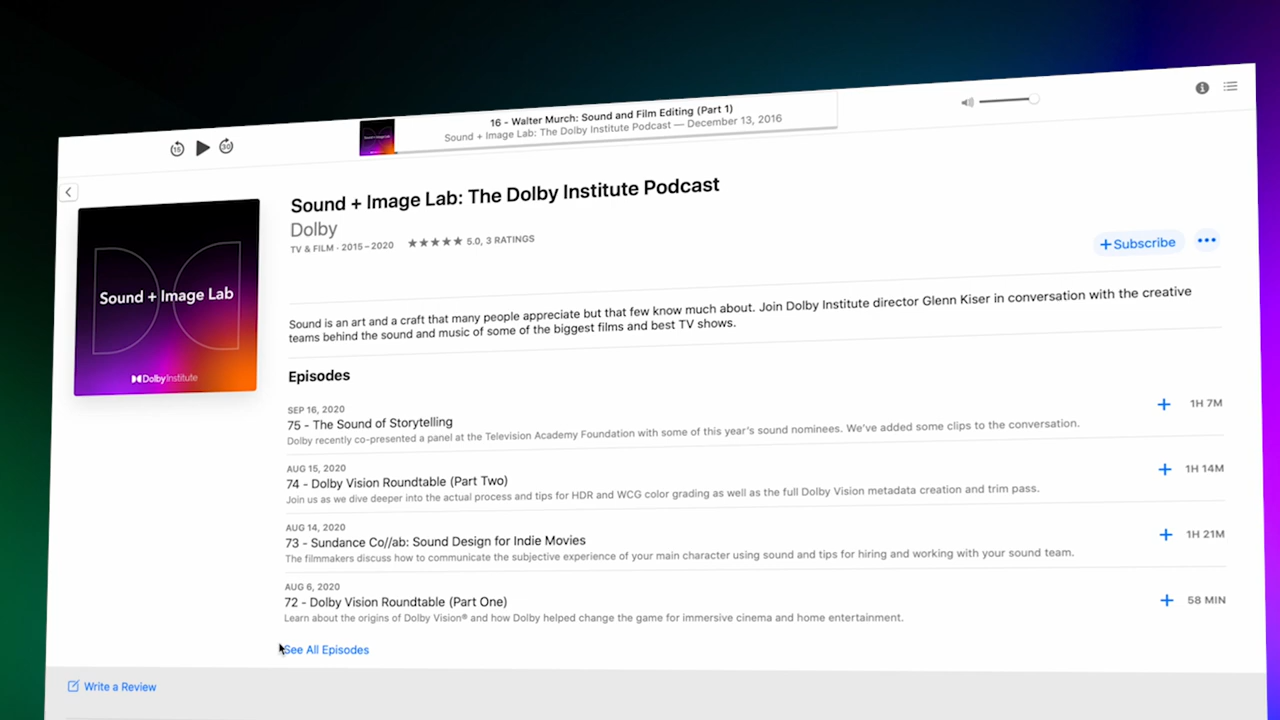 15
30
16 - Walter Murch: Sound and Film Editing (Part 1)
Sound + Image Lab: The Dolby Institute Podcast — December 13, 2016
Sound + Image Lab
Dolby Institute
Sound + Image Lab: The Dolby Institute Podcast
Dolby
TV & FILM · 2015–2020 ★★★★★ 5.0, 3 RATINGS
+Subscribe
Sound is an art and a craft that many people appreciate but that few know much about. Join Dolby Institute director Glenn Kiser in conversation with the creative
teams behind the sound and music of some of the biggest films and best TV shows.
Episodes
SEP 16, 2020
75 - The Sound of Storytelling
Dolby recently co-presented a panel at the Television Academy Foundation with some of this year's sound nominees. We've added some clips to the conversation.
1H 7M
AUG 15, 2020
74 - Dolby Vision Roundtable (Part Two)
Join us as we dive deeper into the actual process and tips for HDR and WCG color grading as well as the full Dolby Vision metadata creation and trim pass.
1H 14M
AUG 14, 2020
73 - Sundance Co//ab: Sound Design for Indie Movies
The filmmakers discuss how to communicate the subjective experience of your main character using sound and tips for hiring and working with your sound team.
1H 21M
AUG 6, 2020
72 - Dolby Vision Roundtable (Part One)
Learn about the origins of Dolby Vision® and how Dolby helped change the game for immersive cinema and home entertainment.
58 MIN
See All Episodes
Write a Review